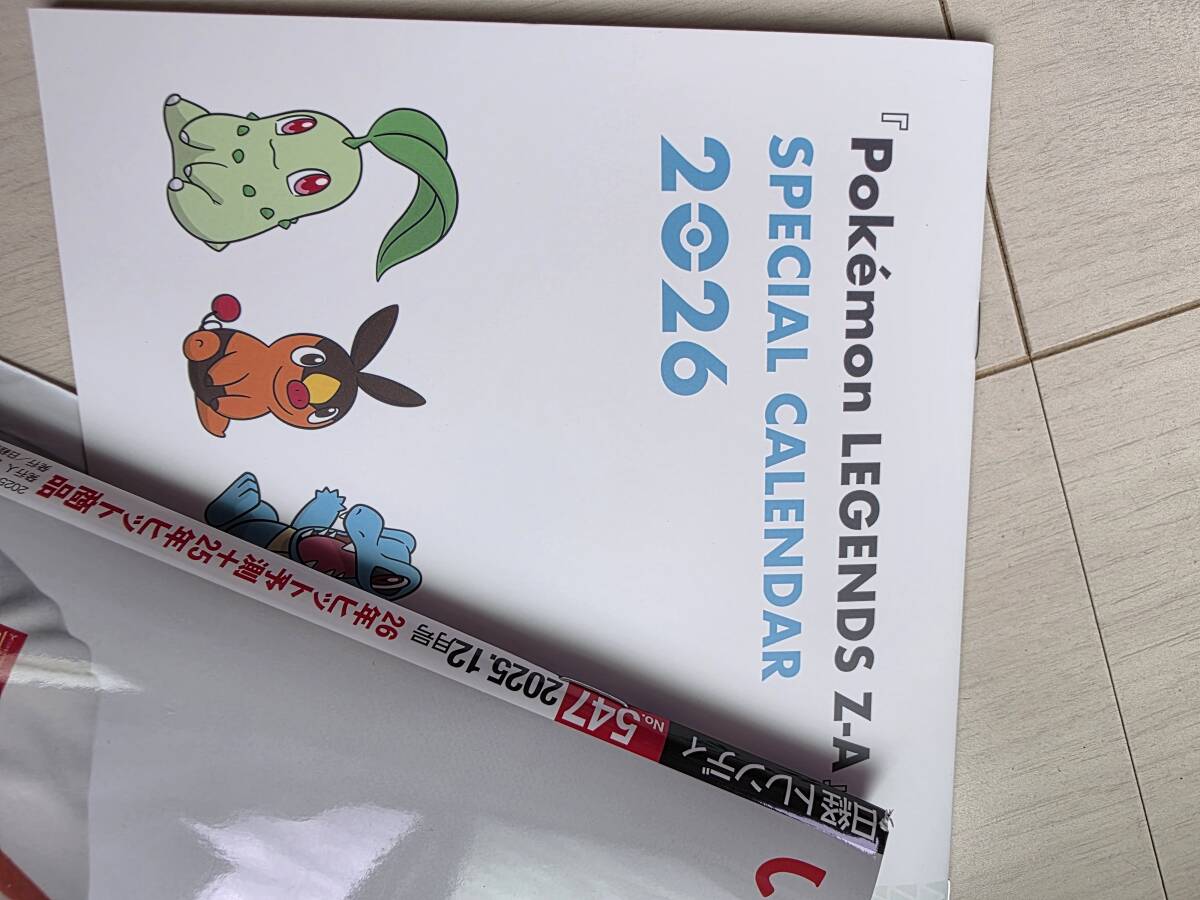 『Pokémon LEGENDS Z-A』
SPECIAL CALENDAR
2026
日経トレンディ
No.547
2025.12月号
26年ヒット予測+25年ヒット商品